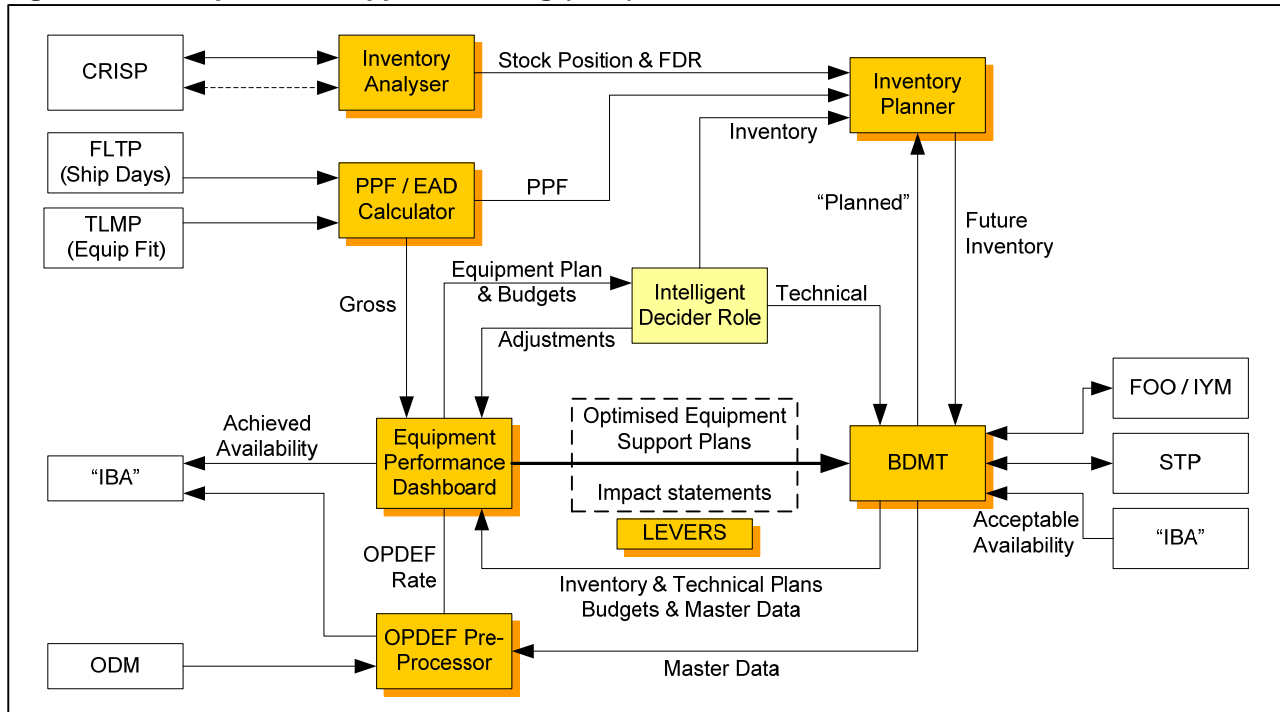 CRISP
Inventory
Analyser
Stock Position & FDR
Inventory
Planner
Inventory
FLTP
(Ship Days)
PPF / EAD
Calculator
PPF
TLMP
(Equip Fit)
“Planned”
Future
Inventory
Equipment Plan
& Budgets
Intelligent
Decider Role
Technical
Gross
Adjustments
FOO / IYM
Achieved
Availability
Equipment
Performance
Dashboard
Optimised Equipment
Support Plans
BDMT
STP
“IBA”
Impact statements
LEVERS
Acceptable
Availability
“IBA”
OPDEF
Rate
Inventory & Technical Plans
Budgets & Master Data
ODM
OPDEF Pre-
Processor
Master Data